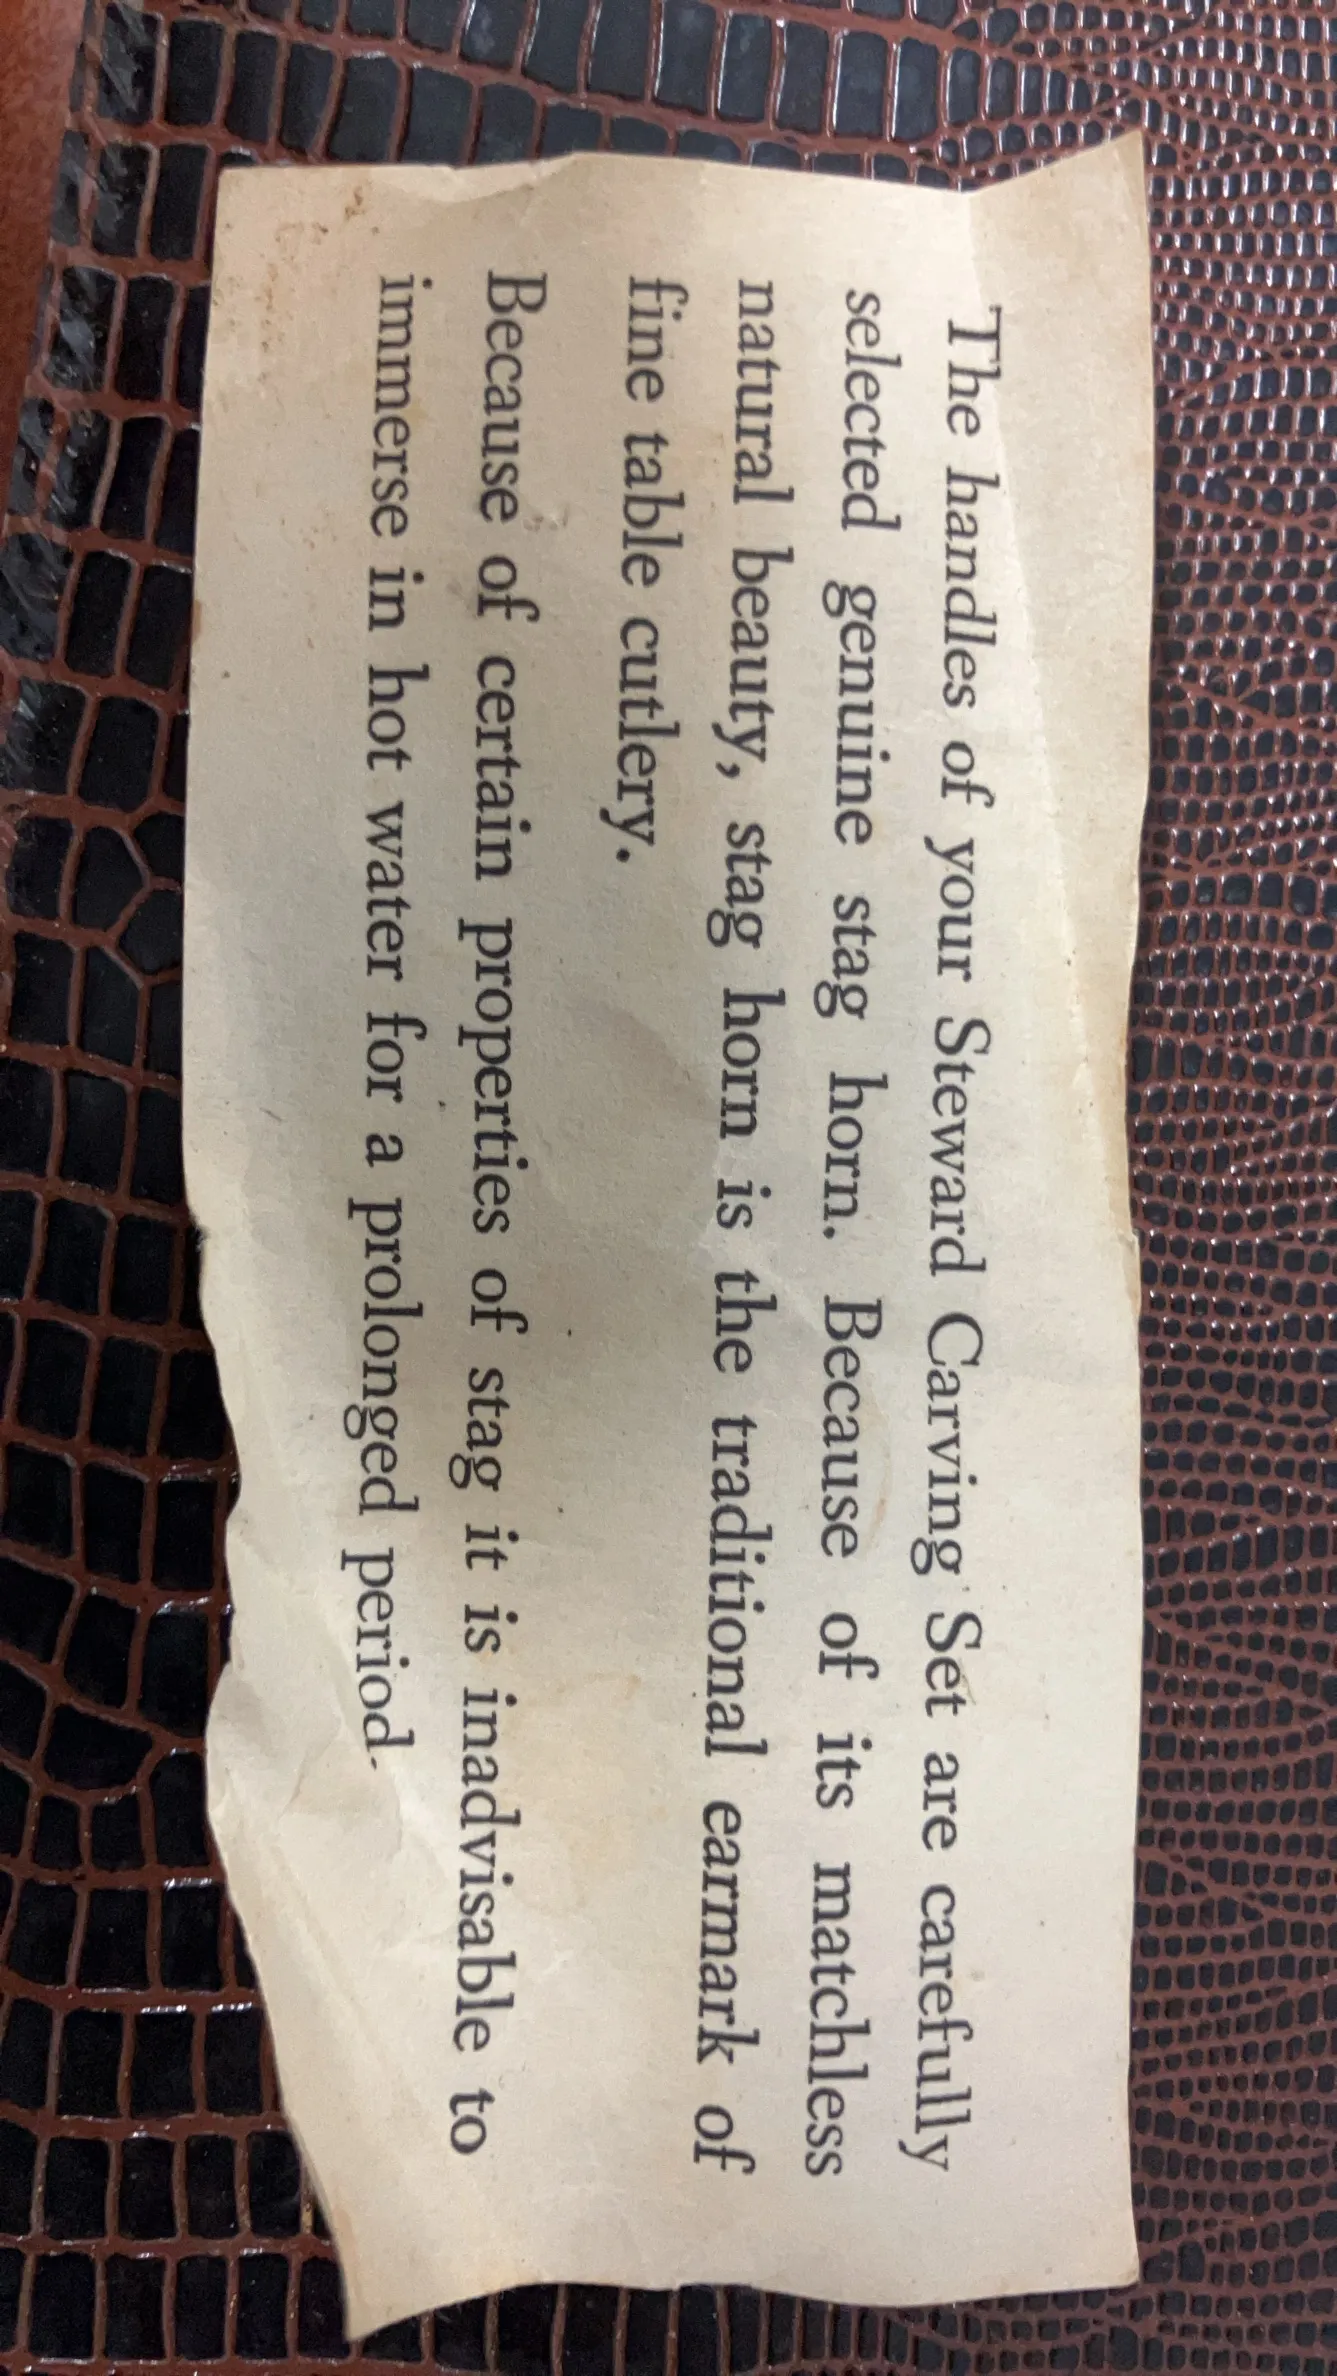 The handles of your Steward Carving Set are carefully
selected genuine stag horn. Because of its matchless
natural beauty, stag horn is the traditional earmark of
fine table cutlery.
Because of certain properties of stag it is inadvisable to
immerse in hot water for a prolonged period.